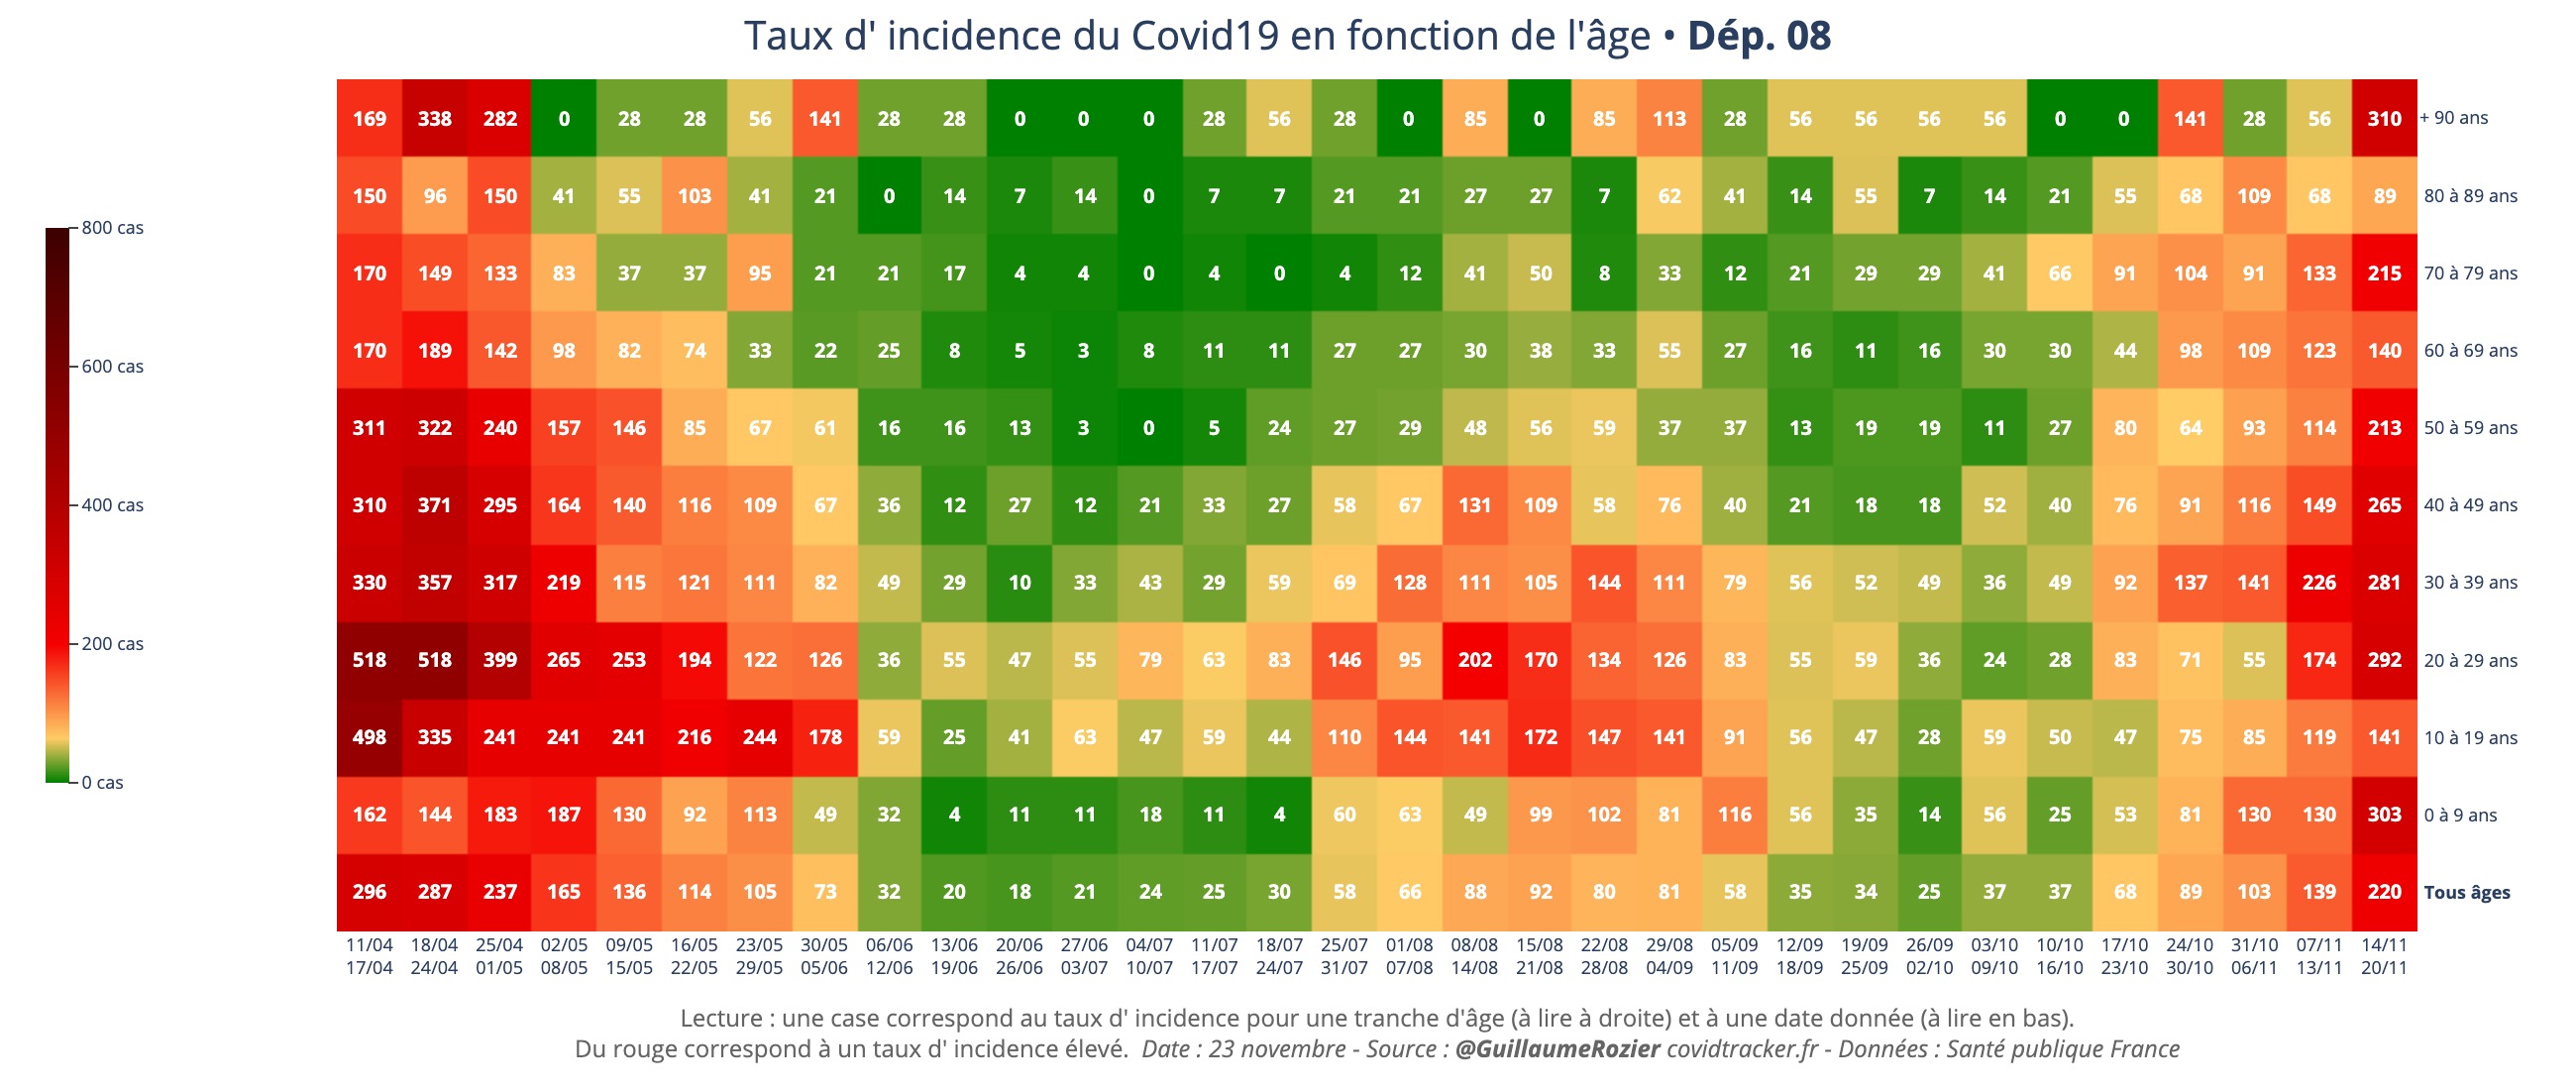 Taux d' incidence du Covid19 en fonction de l'âge • Dép. 08
169 338 282 0 28 28 56 141 28 28 0 0 0 28 56 28 0 85 0 85 113 28 56 56 56 56 0 0 141 28 56 310 + 90 ans
150 96 150 41 55 103 41 21 0 14 7 14 0 7 7 21 21 27 27 7 62 41 14 55 7 14 21 55 68 109 68 89 80 à 89 ans
800 cas
170 149 133 83 37 37 95 21 21 17 4 4 0 4 0 4 12 41 50 8 33 12 21 29 29 41 66 91 104 91 133 215 70 à 79 ans
170 189 142 98 82 74 33 22 25 8 5 3 8 11 11 27 27 30 38 33 55 27 16 11 16 30 30 44 98 109 123 140 60 à 69 ans
600 cas
311 322 240 157 146 85 67 61 16 16 13 3 0 5 24 27 29 48 56 59 37 37 13 19 19 11 27 80 64 93 114 213 50 à 59 ans
400 cas
310 371 295 164 140 116 109 67 36 12 27 12 21 33 27 58 67 131 109 58 76 40 21 18 18 52 40 76 91 116 149 265 40 à 49 ans
330 357 317 219 115 121 111 82 49 29 10 33 43 29 59 69 128 111 105 144 111 79 56 52 49 36 49 92 137 141 226 281 30 à 39 ans
200 cas
518 518 399 265 253 194 122 126 36 55 47 55 79 63 83 146 95 202 170 134 126 83 55 59 36 24 28 83 71 55 174 292 20 à 29 ans
498 335 241 241 241 216 244 178 59 25 41 63 47 59 44 110 144 141 172 147 141 91 56 47 28 59 50 47 75 85 119 141 10 à 19 ans
0 cas
162 144 183 187 130 92 113 49 32 4 11 11 18 11 4 60 63 49 99 102 81 116 56 35 14 56 25 53 81 130 130 303 0 à 9 ans
296 287 237 165 136 114 105 73 32 20 18 21 24 25 30 58 66 88 92 80 81 58 35 34 25 37 37 68 89 103 139 220 Tous âges
11/04 18/04 25/04 02/05 09/05 16/05 23/05 30/05 06/06 13/06 20/06 27/06 04/07 11/07 18/07 25/07 01/08 08/08 15/08 22/08 29/08 05/09 12/09 19/09 26/09 03/10 10/10 17/10 24/10 31/10 07/11 14/11
17/04 24/04 01/05 08/05 15/05 22/05 29/05 05/06 12/06 19/06 26/06 03/07 10/07 17/07 24/07 31/07 07/08 14/08 21/08 28/08 04/09 11/09 18/09 25/09 02/10 09/10 16/10 23/10 30/10 06/11 13/11 20/11
Lecture : une case correspond au taux d' incidence pour une tranche d'âge (à lire à droite) et à une date donnée (à lire en bas).
Du rouge correspond à un taux d' incidence élevé. Date : 23 novembre - Source : @GuillaumeRozier covidtracker.fr - Données : Santé publique France